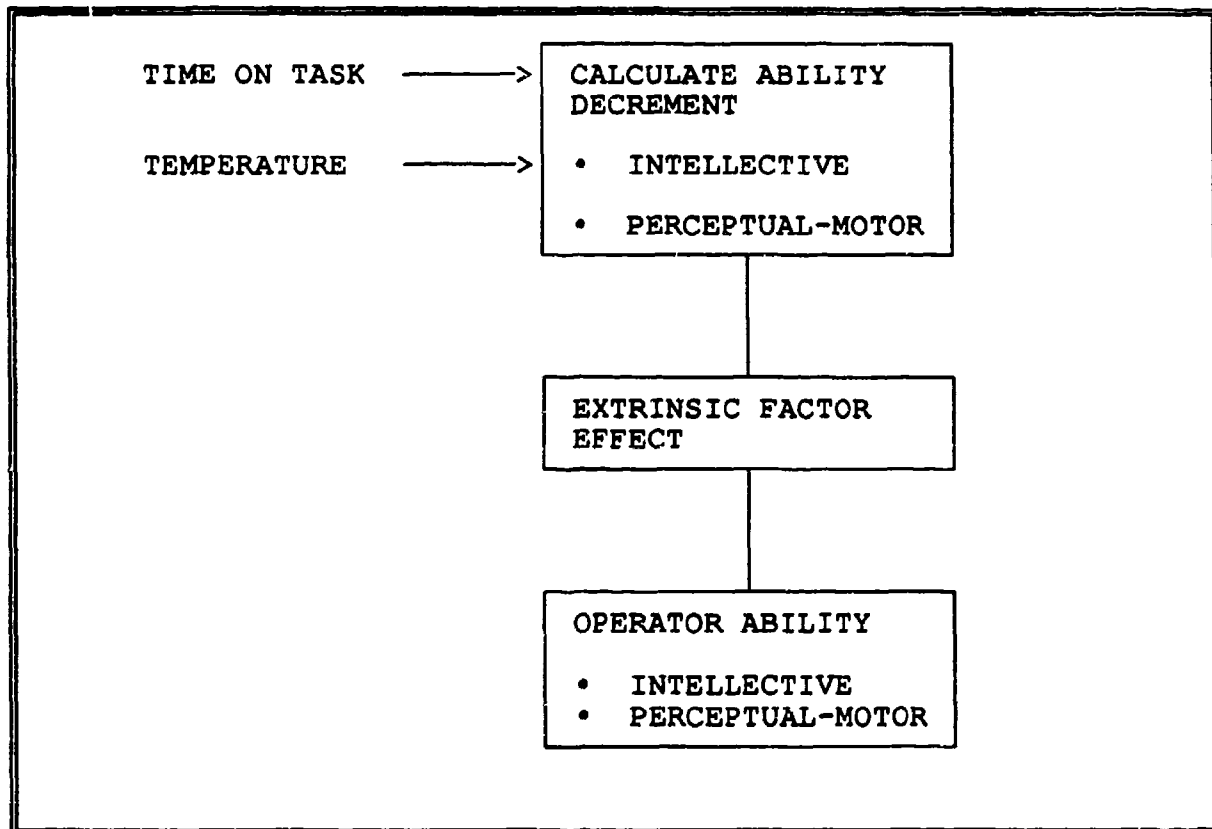 TIME ON TASK
CALCULATE ABILITY
DECREMENT
TEMPERATURE
• INTELLECTIVE
• PERCEPTUAL-MOTOR
EXTRINSIC FACTOR
EFFECT
OPERATOR ABILITY
• INTELLECTIVE
• PERCEPTUAL-MOTOR